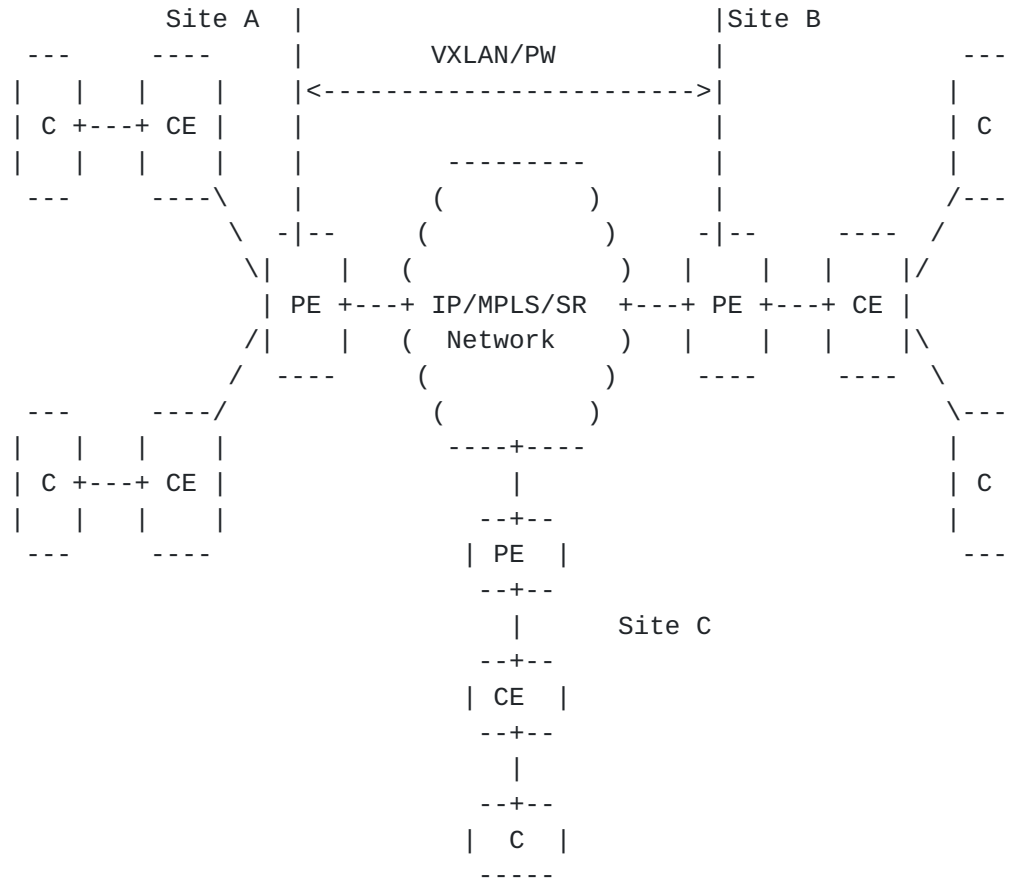 Site A Site B
VXLAN/PW
C CE C
PE IP/MPLS/SR PE CE
Network
C CE C
PE
Site C
CE
C